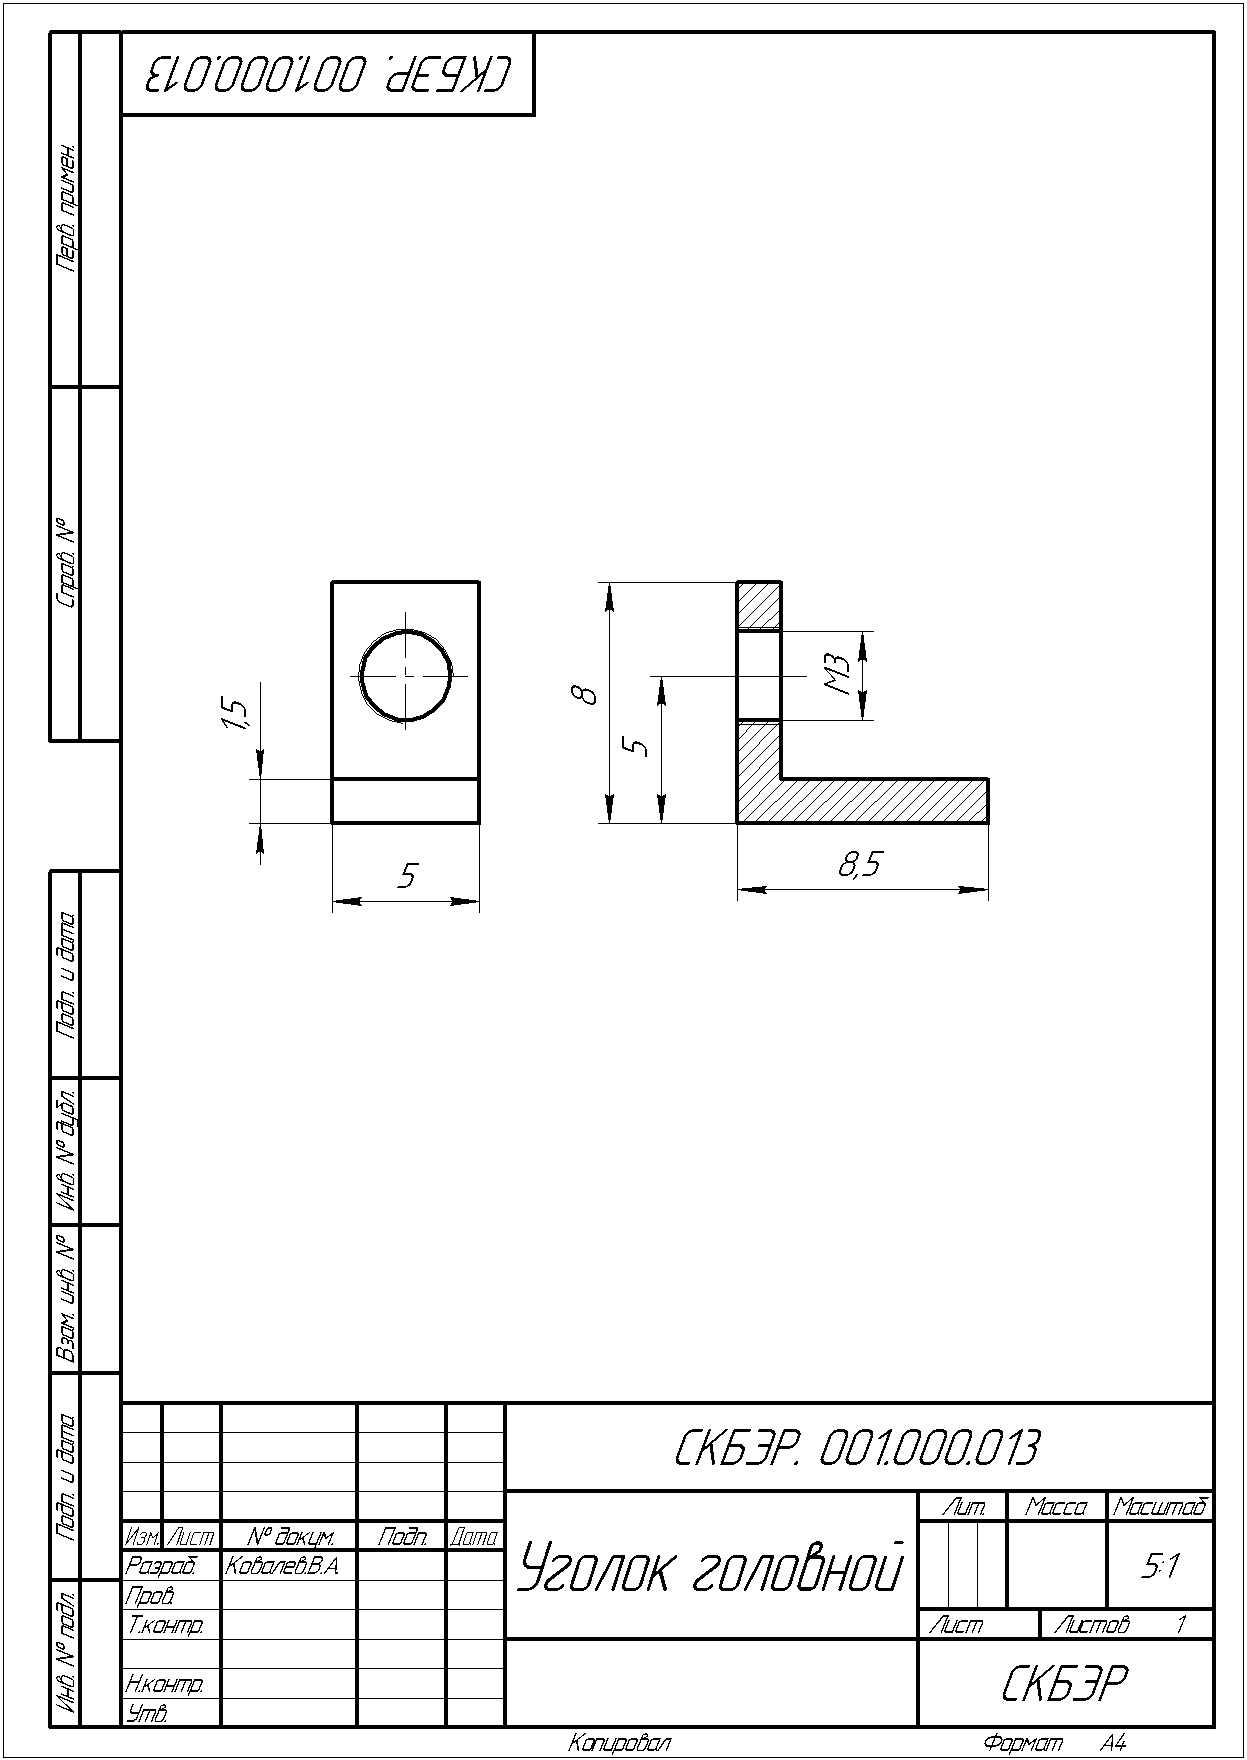 СКБЭР. 001.000.013
Перв. примен.
Справ. №
1,5
5
8
5
М3
8,5
Подп. и дата
Инв. № дубл.
Взам. инв. №
Подп. и дата
Инв. № подл.
СКБЭР. 001.000.013
Лит. Масса Масштаб
Изм. Лист № докум. Подп. Дата
Разраб. Ковалев.В.А.
Уголок головной
5:1
Пров.
Т.контр.
Лист Листов 1
Н.контр.
СКБЭР
Утв.
Копировал Формат А4